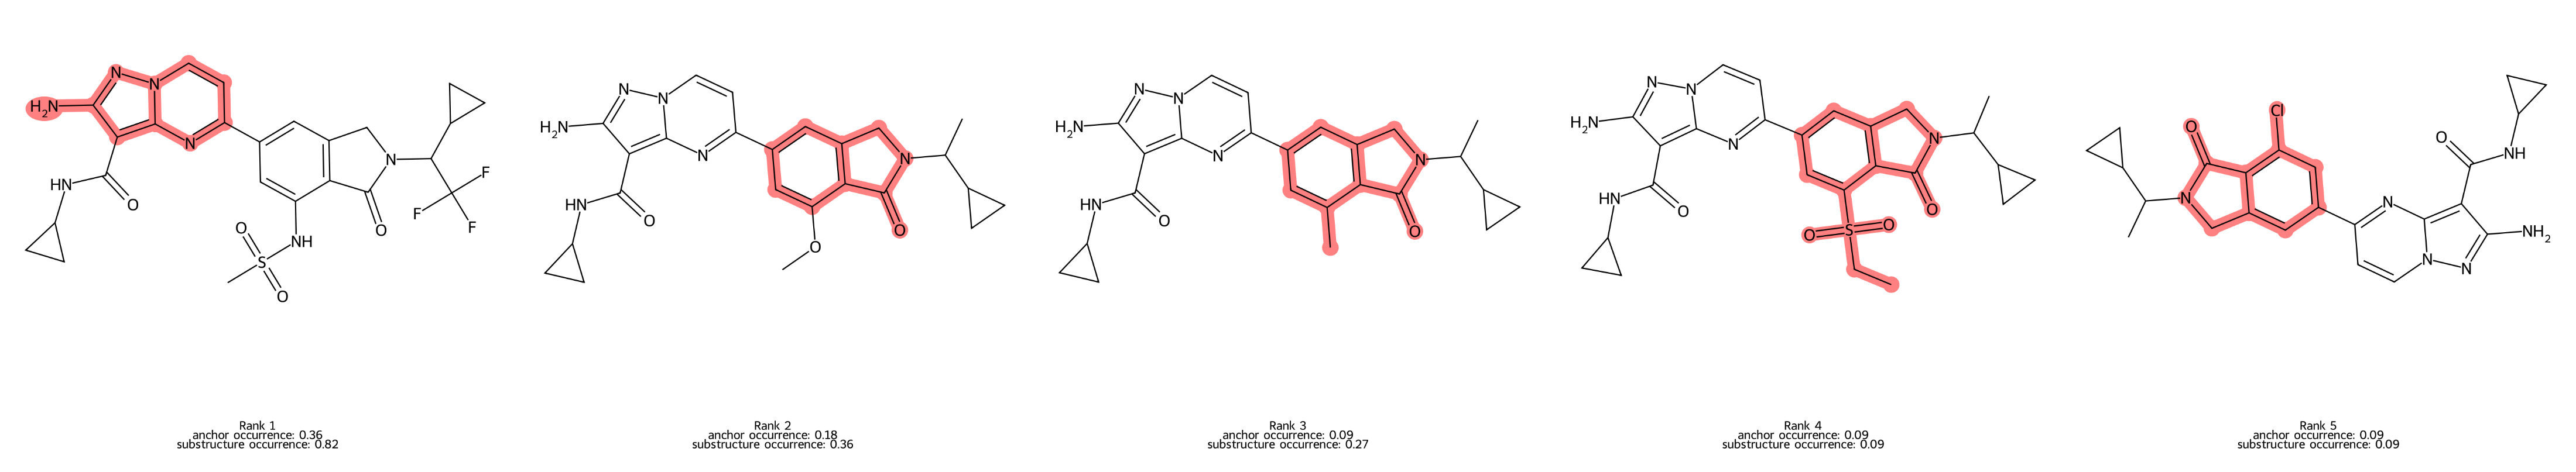 H2N N N N HN O O NH S O O N O F F F
H2N N N N HN O O N O
H2N N N N HN O N O
H2N N N N HN O O S O N O
O N Cl N N N O NH NH2
Rank 1
anchor occurrence: 0.36
substructure occurrence: 0.82
Rank 2
anchor occurrence: 0.18
substructure occurrence: 0.36
Rank 3
anchor occurrence: 0.09
substructure occurrence: 0.27
Rank 4
anchor occurrence: 0.09
substructure occurrence: 0.09
Rank 5
anchor occurrence: 0.09
substructure occurrence: 0.09